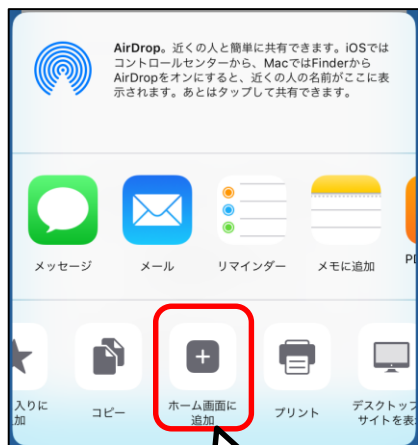 AirDrop。近くの人と簡単に共有できます。iOSでは
コントロールセンターから、MacではFinderから
AirDropをオンにすると、近くの人の名前がここに表
示されます。あとはタップして共有できます。
メッセージ
メール
リマインダー
メモに追加
入りに
加
コピー
ホーム画面に
追加
プリント
デスクトップ
サイトを表